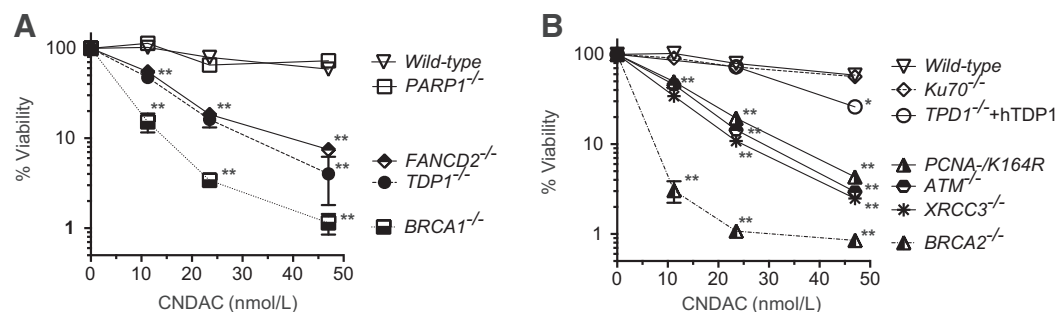 A
% Viability
100
10
1
0
10
20
30
40
50
CNDAC (nmol/L)
**
**
**
**
**
**
**
Wild-type
PARP1-/-
FANCD2-/-
TDP1-/-
BRCA1-/-
B
% Viability
100
10
1
0
10
20
30
40
50
CNDAC (nmol/L)
**
**
**
**
**
**
*
**
**
**
**
Wild-type
Ku70-/-
TPD1-/-+hTDP1
PCNA-/K164R
ATM-/-
XRCC3-/-
BRCA2-/-